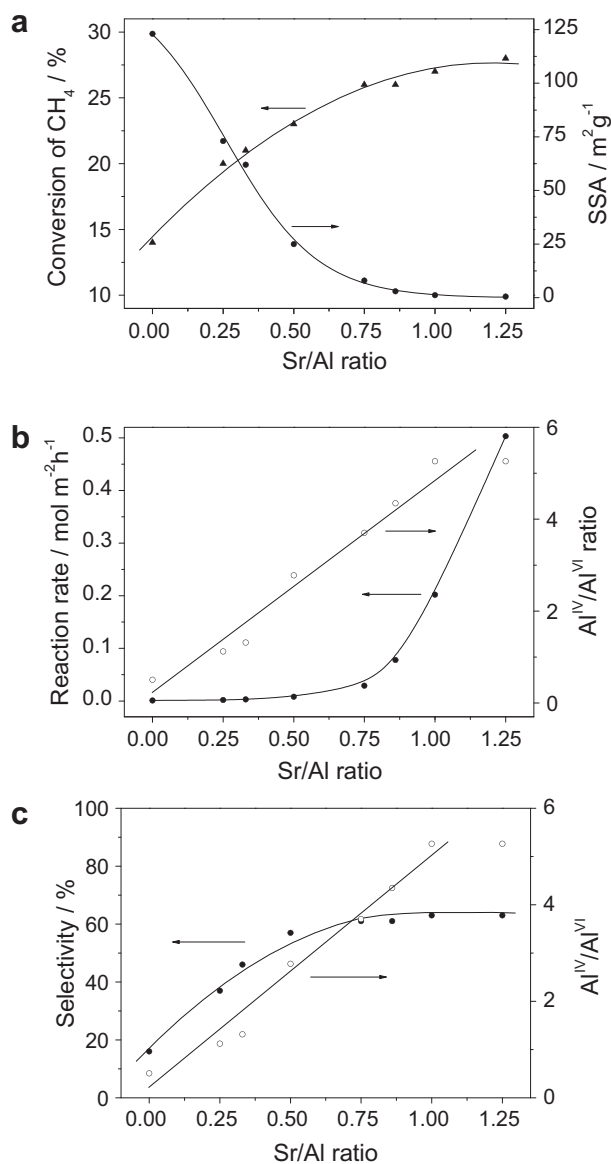 a
Conversion of CH4 / %
30
25
20
15
10
125
100
75
50
25
0
SSA / m2g-1
0.00 0.25 0.50 0.75 1.00 1.25
Sr/Al ratio
b
Reaction rate / mol m-2h-1
0.5
0.4
0.3
0.2
0.1
0.0
6
4
2
0
AlIV/AlVI ratio
0.00 0.25 0.50 0.75 1.00 1.25
Sr/Al ratio
c
Selectivity / %
100
80
60
40
20
0
6
4
2
0
AlIV/AlVI
0.00 0.25 0.50 0.75 1.00 1.25
Sr/Al ratio